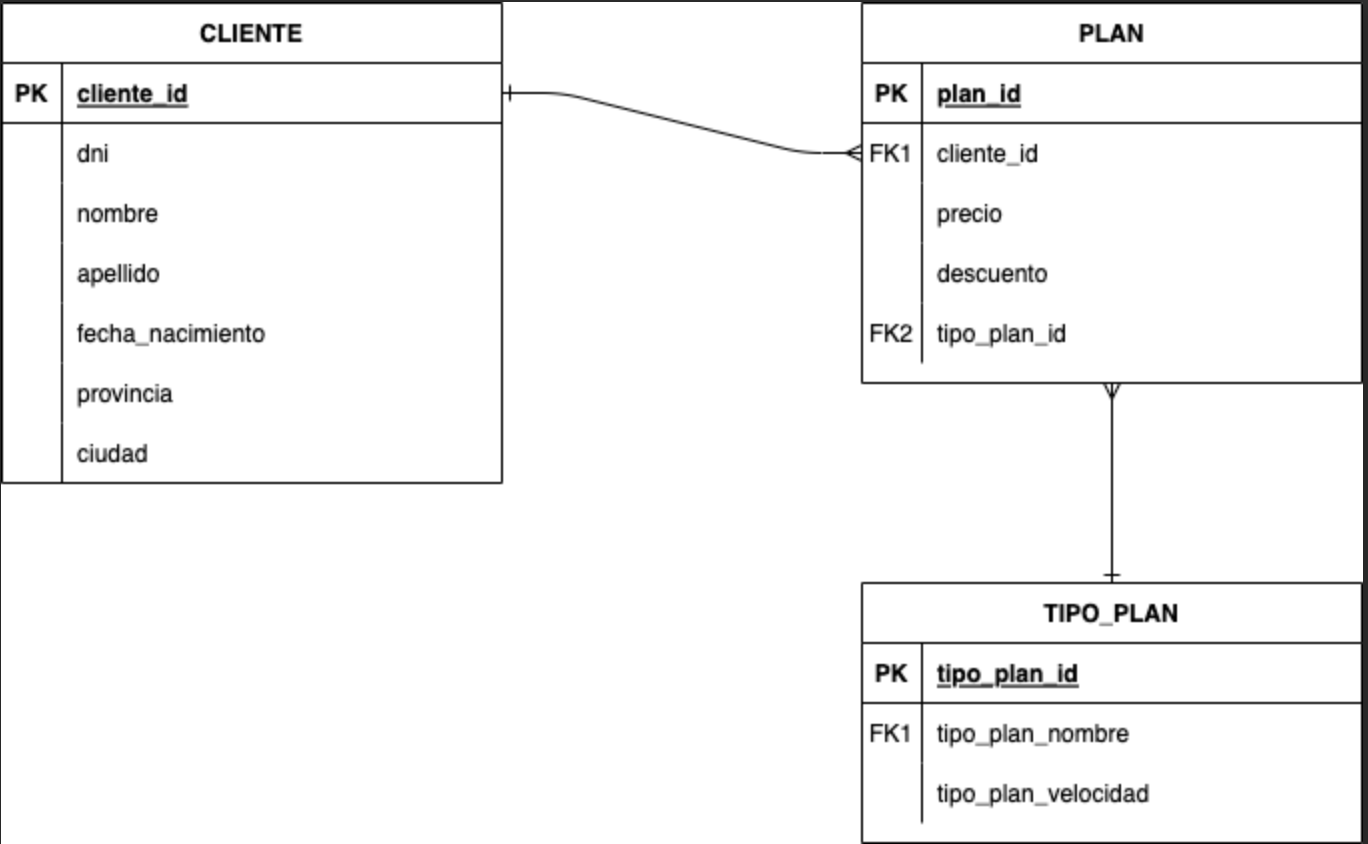 CLIENTE
PK cliente_id
dni
nombre
apellido
fecha_nacimiento
provincia
ciudad
PLAN
PK plan_id
FK1 cliente_id
precio
descuento
FK2 tipo_plan_id
TIPO_PLAN
PK tipo_plan_id
FK1 tipo_plan_nombre
tipo_plan_velocidad